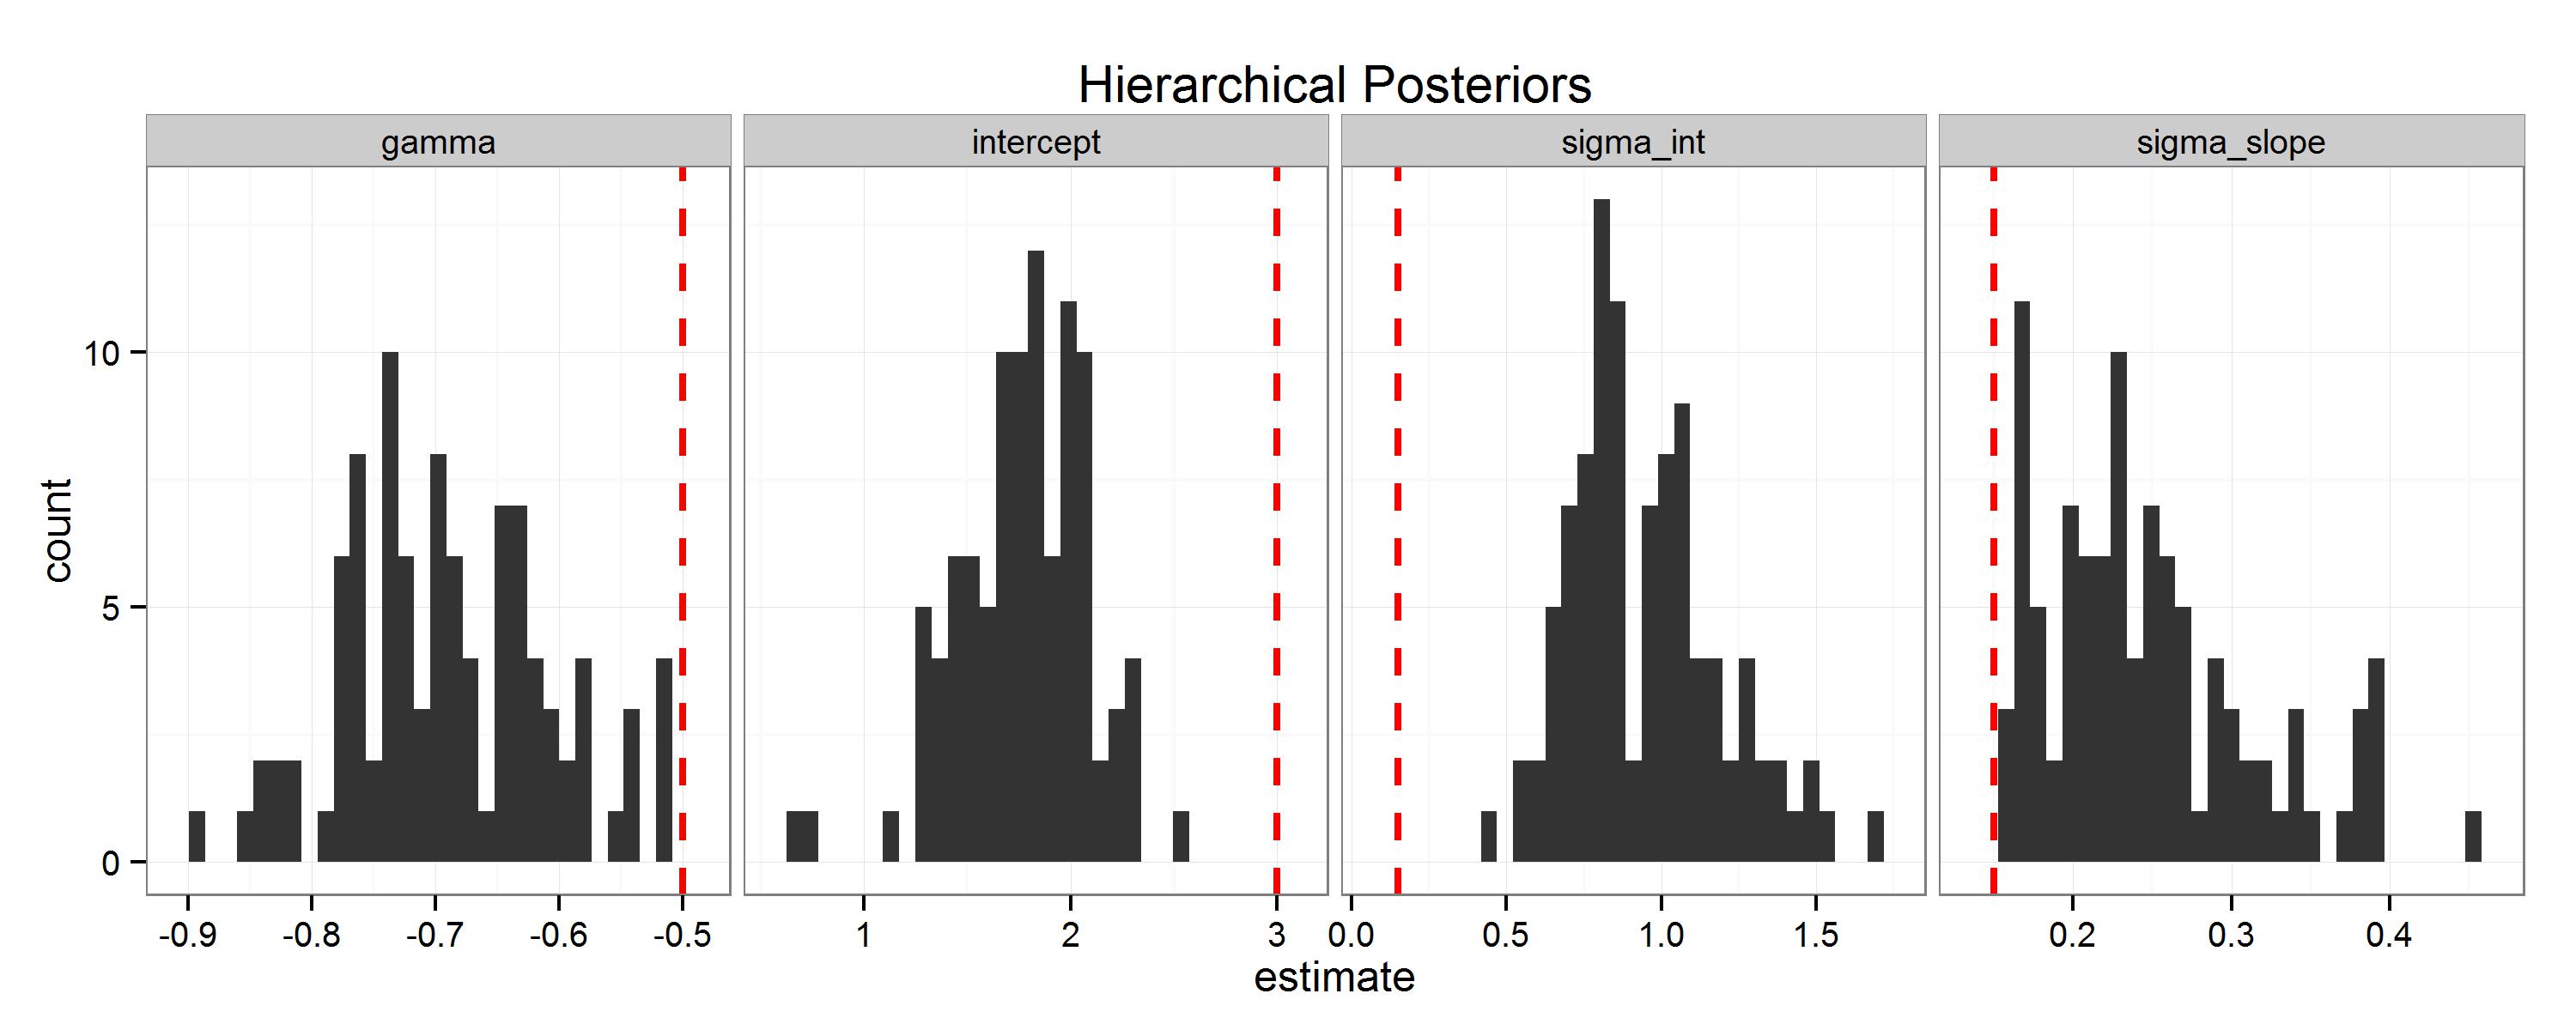 Hierarchical Posteriors
gamma intercept sigma_int sigma_slope
count
10
5
0
-0.9 -0.8 -0.7 -0.6 -0.5 1 2 3 0.0 0.5 1.0 1.5 0.2 0.3 0.4
estimate